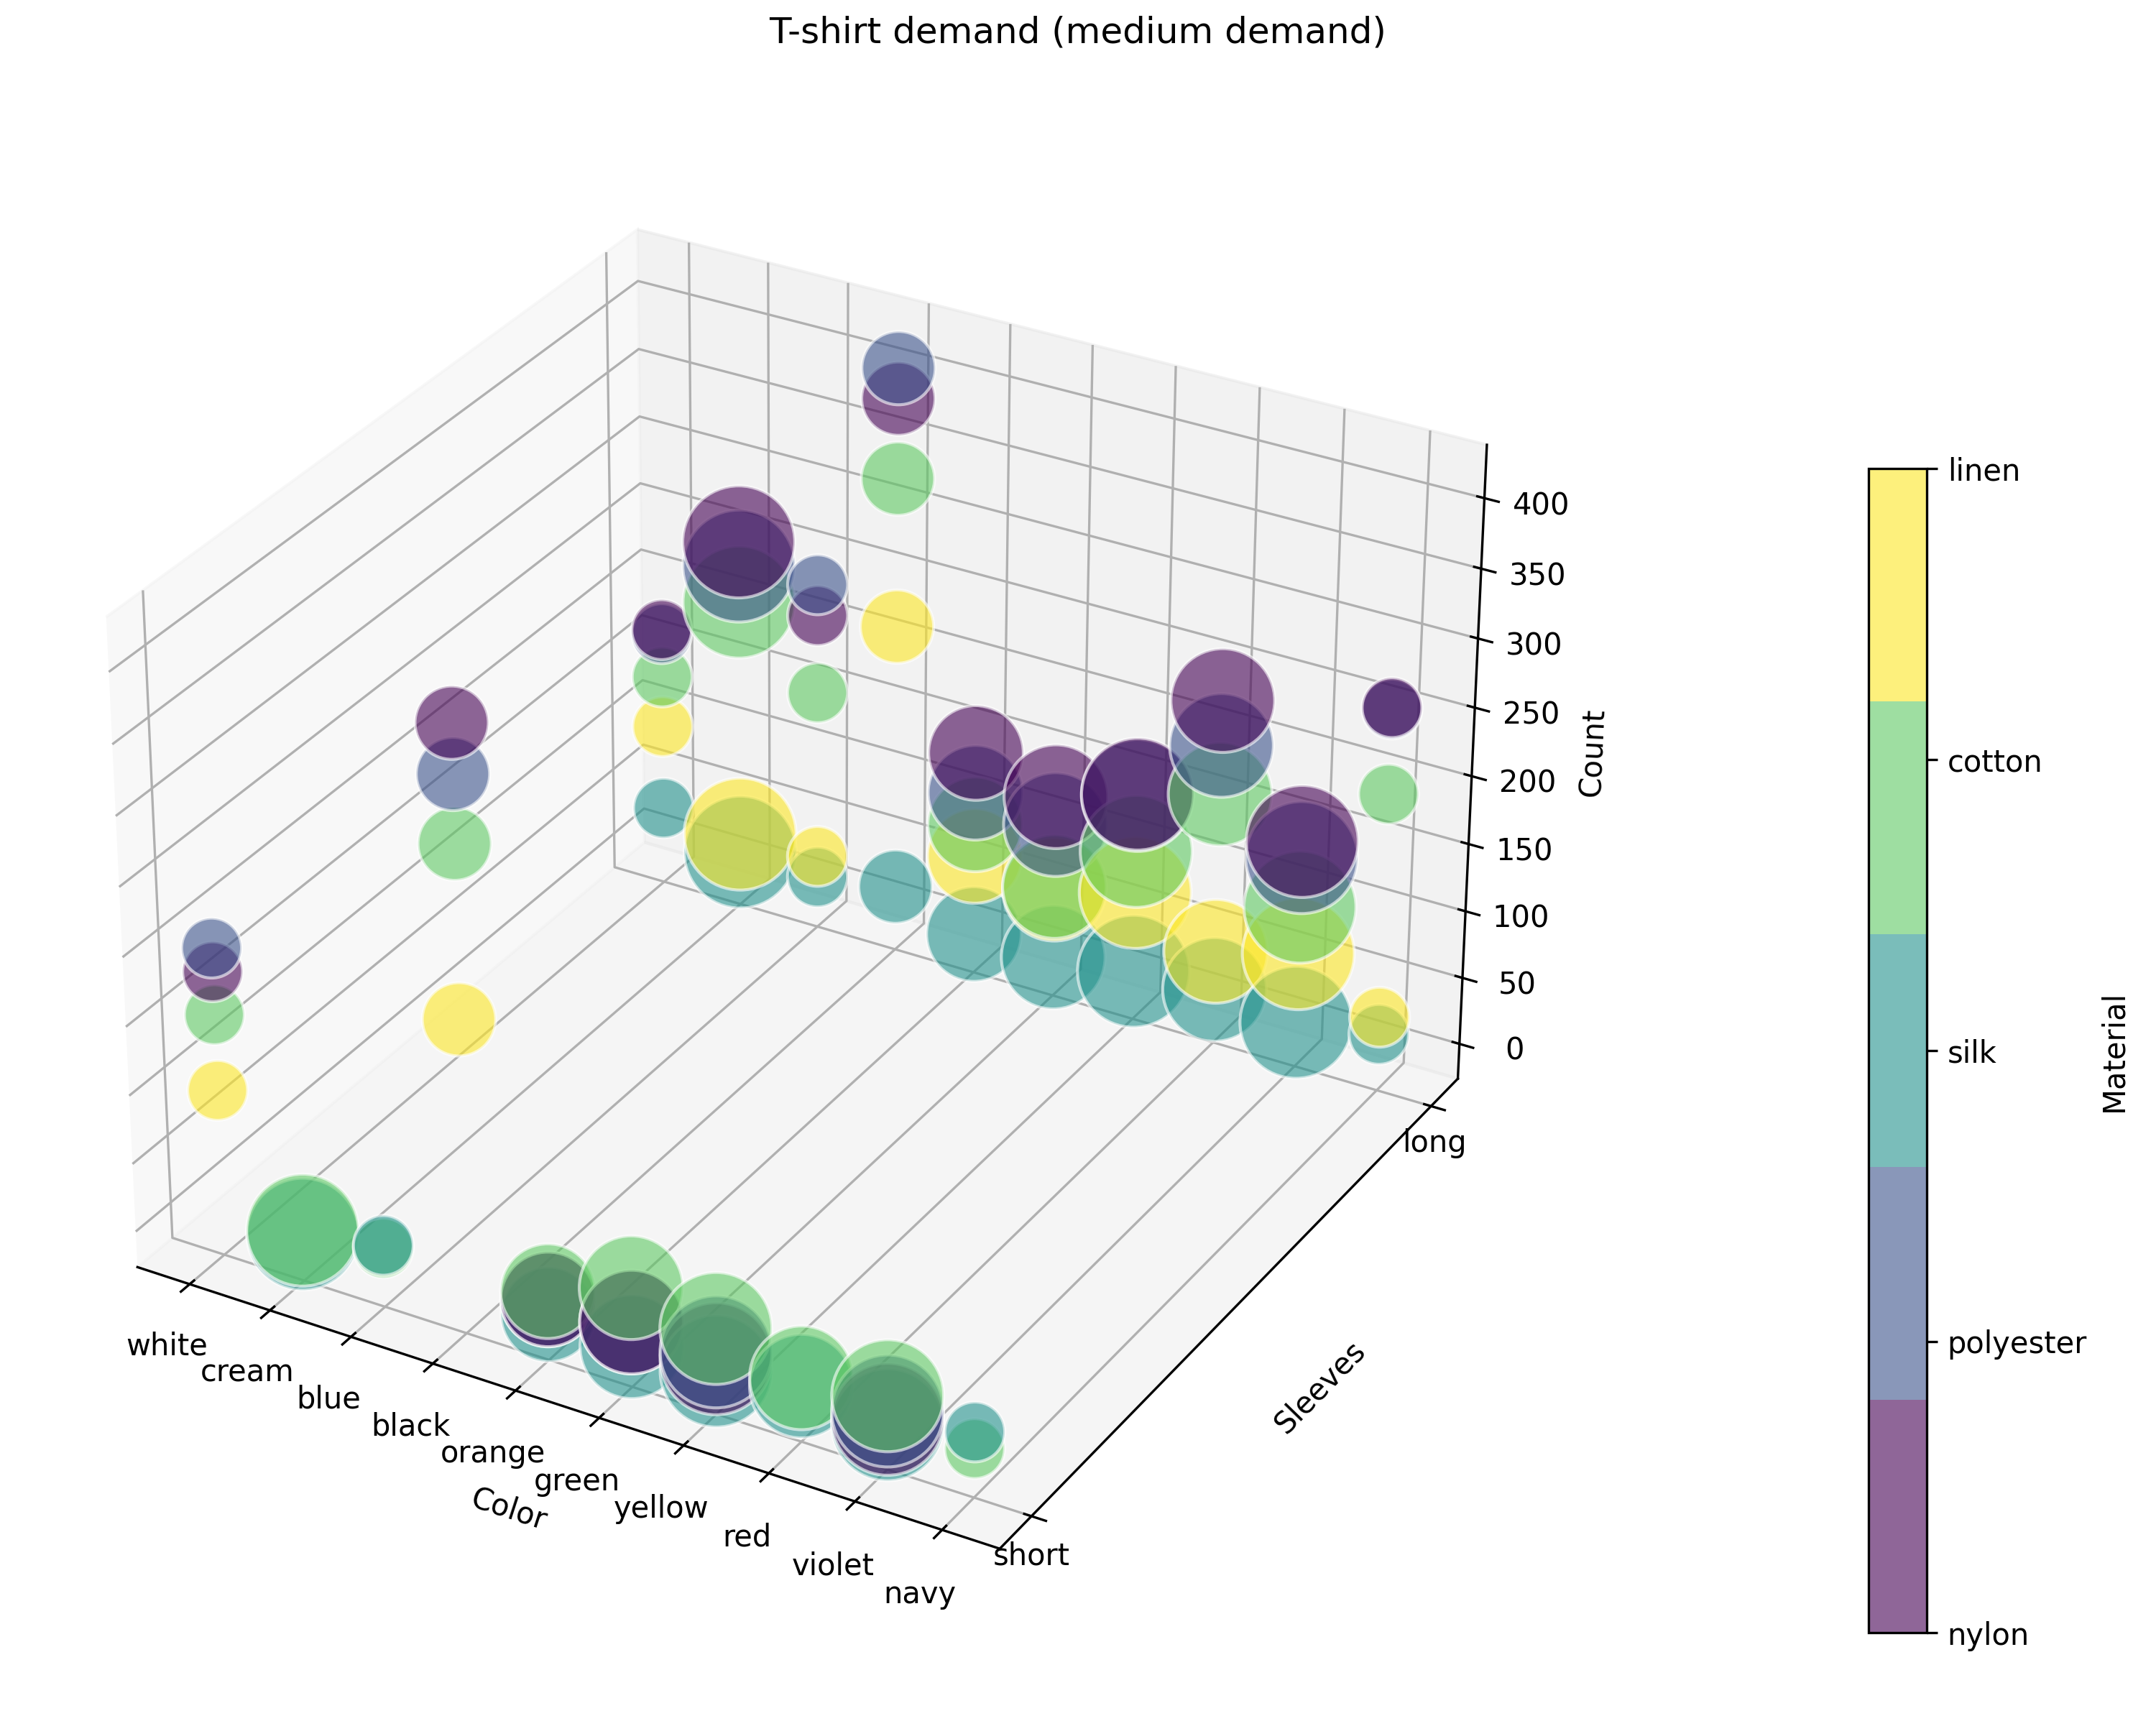 T-shirt demand (medium demand)
400
350
300
250
200
150
100
50
0
Count
long
short
Sleeves
white
cream
blue
black
orange
green
yellow
red
violet
navy
Color
linen
cotton
silk
polyester
nylon
Material